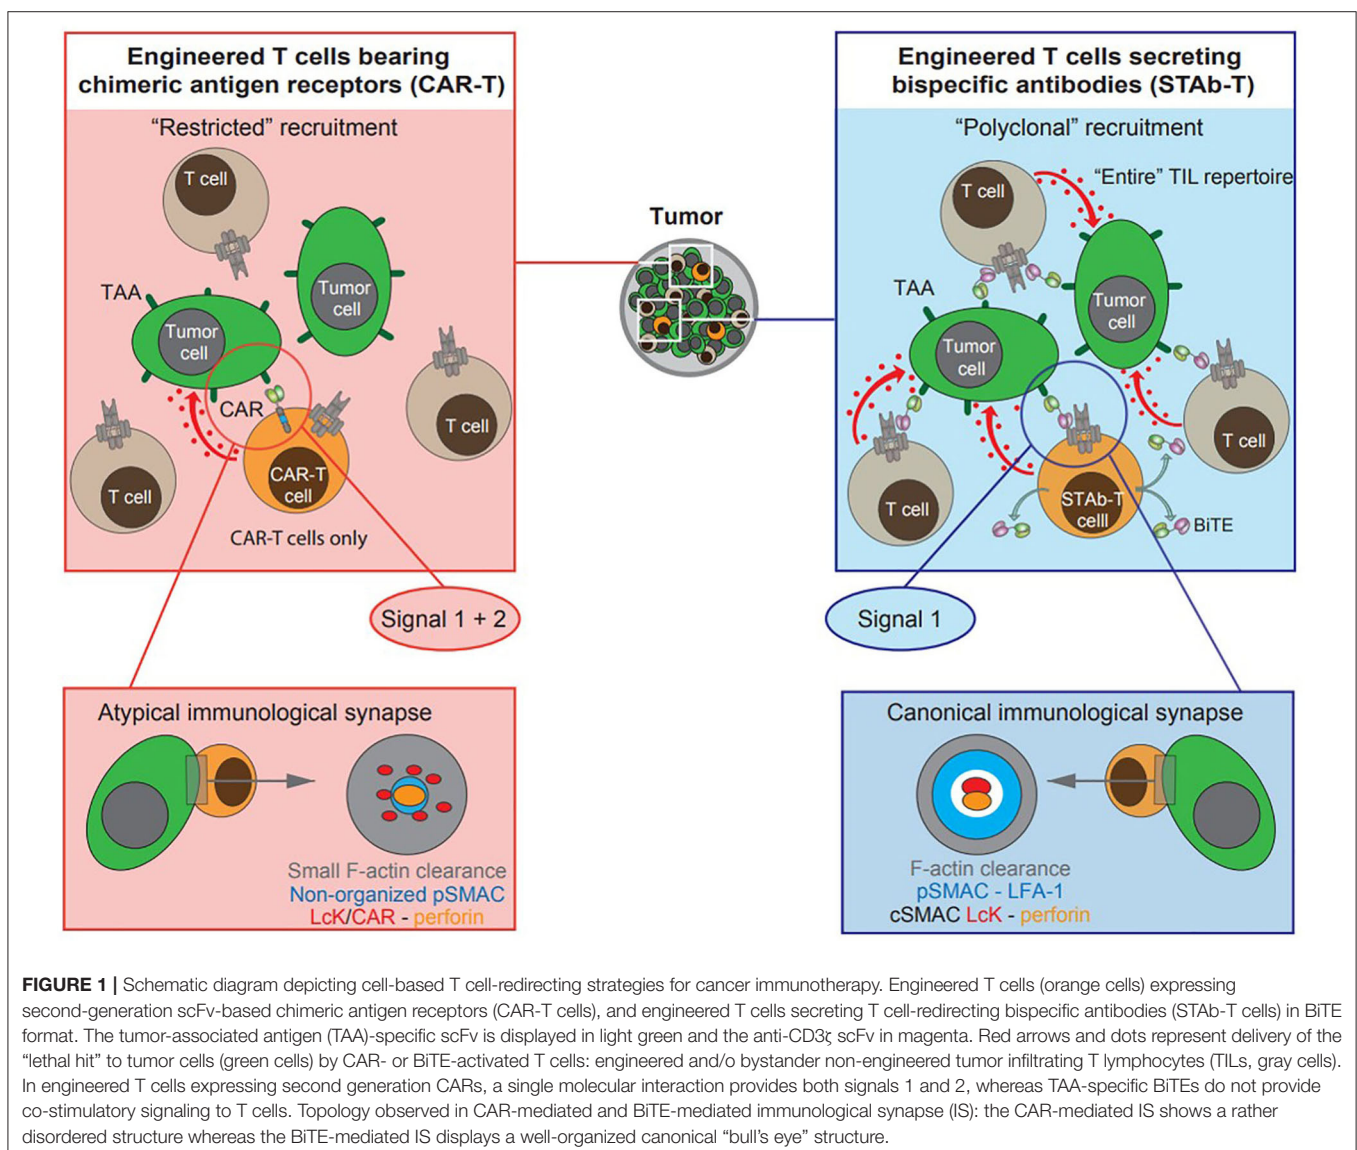 Engineered T cells bearing
chimeric antigen receptors (CAR-T)
"Restricted" recruitment
T cell
TAA
Tumor
cell
Tumor
cell
CAR
T cell
T cell
CAR-T
cell
CAR-T cells only
Signal 1 + 2
Tumor
Engineered T cells secreting
bispecific antibodies (STAb-T)
"Polyclonal" recruitment
"Entire" TIL repertoire
T cell
TAA
Tumor
cell
Tumor
cell
T cell
T cell
STAb-T
celll
BiTE
Signal 1
Atypical immunological synapse
Small F-actin clearance
Non-organized pSMAC
LcK/CAR - perforin
Canonical immunological synapse
F-actin clearance
pSMAC - LFA-1
cSMAC LcK - perforin
FIGURE 1 | Schematic diagram depicting cell-based T cell-redirecting strategies for cancer immunotherapy. Engineered T cells (orange cells) expressing
second-generation scFv-based chimeric antigen receptors (CAR-T cells), and engineered T cells secreting T cell-redirecting bispecific antibodies (STAb-T cells) in BiTE
format. The tumor-associated antigen (TAA)-specific scFv is displayed in light green and the anti-CD3ζ scFv in magenta. Red arrows and dots represent delivery of the
"lethal hit" to tumor cells (green cells) by CAR- or BiTE-activated T cells: engineered and/o bystander non-engineered tumor infiltrating T lymphocytes (TILs, gray cells).
In engineered T cells expressing second generation CARs, a single molecular interaction provides both signals 1 and 2, whereas TAA-specific BiTEs do not provide
co-stimulatory signaling to T cells. Topology observed in CAR-mediated and BiTE-mediated immunological synapse (IS): the CAR-mediated IS shows a rather
disordered structure whereas the BiTE-mediated IS displays a well-organized canonical "bull's eye" structure.